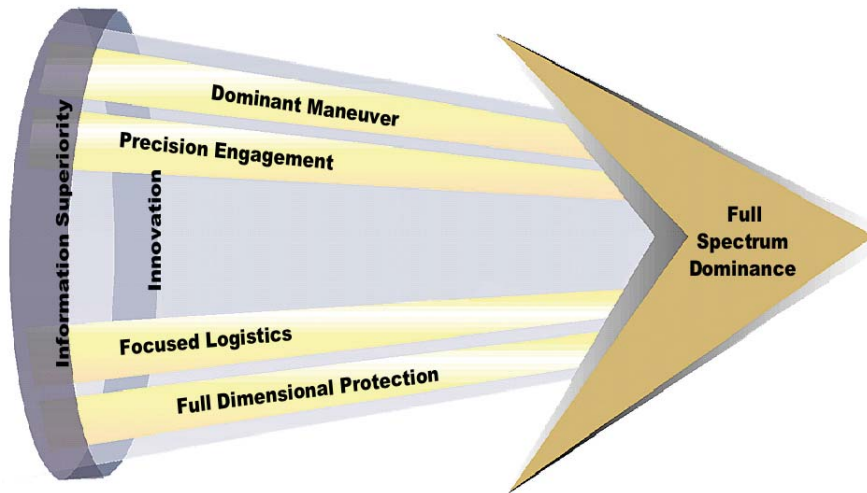 Information Superiority
Innovation
Dominant Maneuver
Precision Engagement
Focused Logistics
Full Dimensional Protection
Full
Spectrum
Dominance